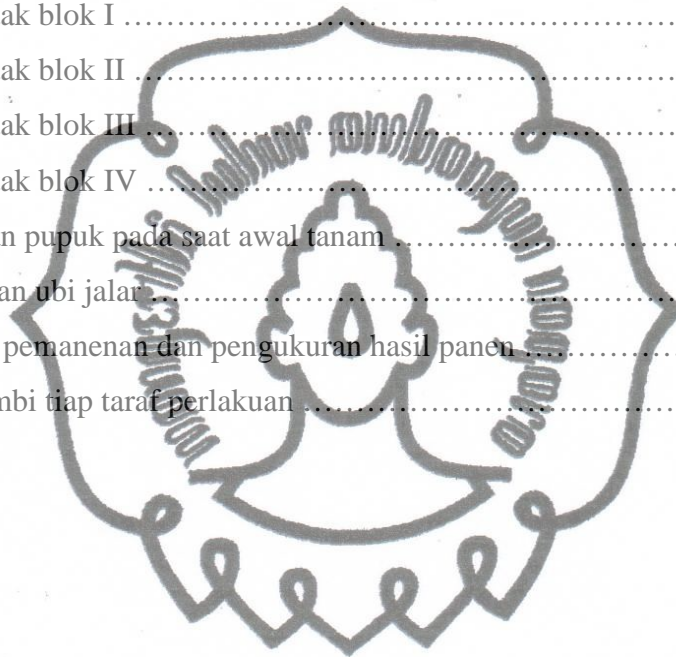 ak blok I ……………………………………………
ak blok II ……………………………………………
ak blok III ……………………………………………
ak blok IV ……………………………………………
n pupuk pada saat awal tanam ……………………
an ubi jalar ……………………………………………
pemanenan dan pengukuran hasil panen …………
mbi tiap taraf perlakuan ……………………………